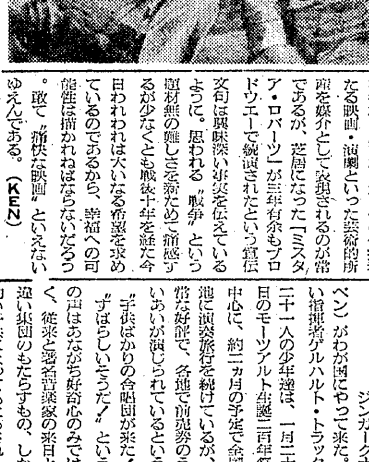 たる映画・演劇といった芸術的所
産を媒介として表現されるのが常
であるが、芝居になった「ミスタ
ア・ロバーツ」が三年有余もブロ
ドウエーで続演されたという宣伝
文句は興味深い事実を伝えている
ように。思われる〝戦争〟という
題材無の難しさを新ためて痛感す
るが少なくとも戦後十年を経た今
日われわれは大いなる希望を求め
ているのであるから、幸福への可
能性は描かれねばならないだろう
。敢て〝痛快な映画〟といえない
ゆえんである。（KEN）
ジンガークナ
ベン）がわが国にやって来た。
い指揮者ゲルハルト・トラック
二十一人の少年達は、一月二十
日のモーツアルト生誕二百年祭
中心に、約二ヵ月の予定で全国
地に演奏旅行を続けているが、
常な好評で、各地で前売券のう
いあいが演じられているという
〝子供ばかりの合唱団が来た！
〝すばらしいそうだ！〟という
の声はあながち好奇心のみでは
く、従来と著名音楽家の来日と
違い集団のもたらすもの、しか